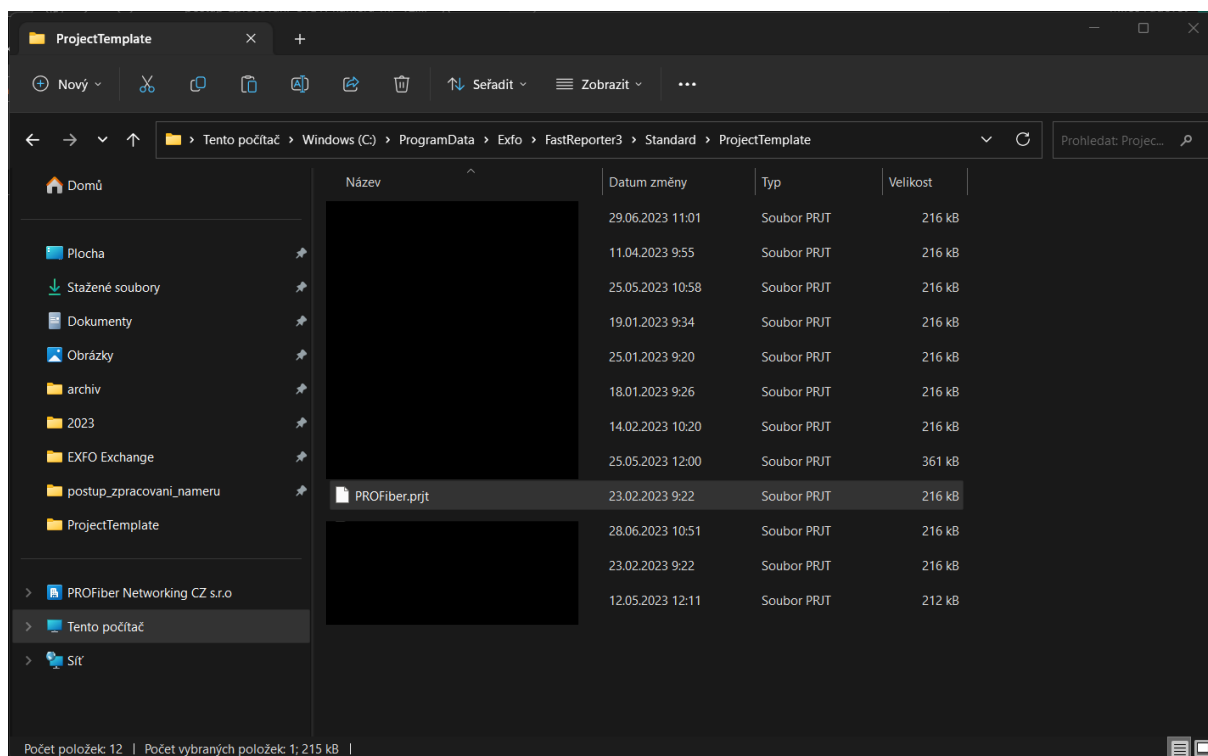 ProjectTemplate
Nový
Seřadit
Zobrazit
Tento počítač > Windows (C:) > ProgramData > Exfo > FastReporter3 > Standard > ProjectTemplate
Prohledat: Projec...
Domů
Plocha
Stažené soubory
Dokumenty
Obrázky
archiv
2023
EXFO Exchange
postup_zpracovani_nameru
ProjectTemplate
PROFiber Networking CZ s.r.o
Tento počítač
Síť
Název Datum změny Typ Velikost
29.06.2023 11:01 Soubor PRJT 216 kB
11.04.2023 9:55 Soubor PRJT 216 kB
25.05.2023 10:58 Soubor PRJT 216 kB
19.01.2023 9:34 Soubor PRJT 216 kB
25.01.2023 9:20 Soubor PRJT 216 kB
18.01.2023 9:26 Soubor PRJT 216 kB
14.02.2023 10:20 Soubor PRJT 216 kB
25.05.2023 12:00 Soubor PRJT 361 kB
PROFiber.prjt 23.02.2023 9:22 Soubor PRJT 216 kB
28.06.2023 10:51 Soubor PRJT 216 kB
23.02.2023 9:22 Soubor PRJT 216 kB
12.05.2023 12:11 Soubor PRJT 212 kB
Počet položek: 12 | Počet vybraných položek: 1; 215 kB |